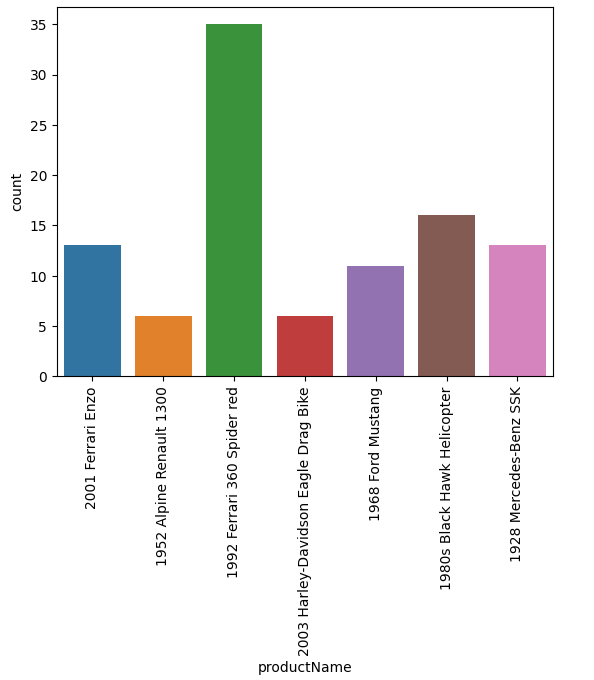 35
30
25
20
15
10
5
0
count
2001 Ferrari Enzo
1952 Alpine Renault 1300
1992 Ferrari 360 Spider red
2003 Harley-Davidson Eagle Drag Bike
1968 Ford Mustang
1980s Black Hawk Helicopter
1928 Mercedes-Benz SSK
productName